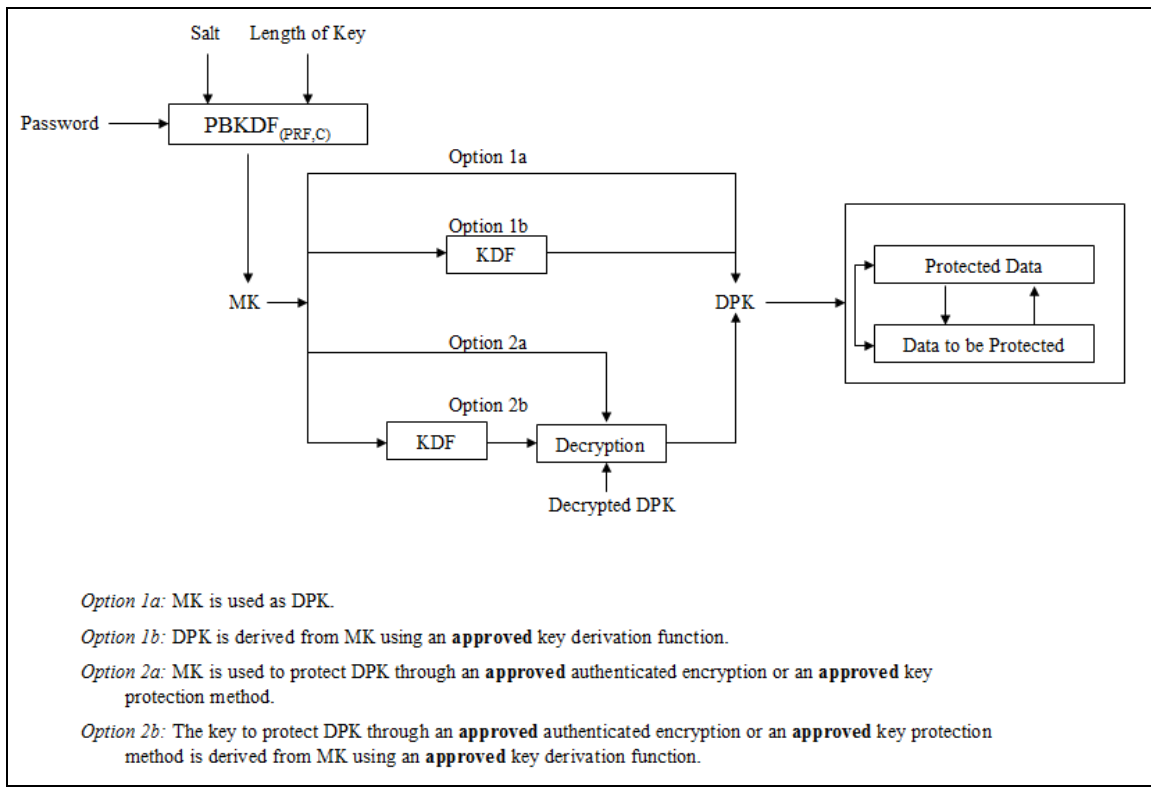 Salt
Length of Key
Password
PBKDF(PRF,C)
Option 1a
Option 1b
KDF
MK
DPK
Protected Data
Data to be Protected
Option 2a
Option 2b
KDF
Decryption
Decrypted DPK
Option 1a: MK is used as DPK.
Option 1b: DPK is derived from MK using an approved key derivation function.
Option 2a: MK is used to protect DPK through an approved authenticated encryption or an approved key
protection method.
Option 2b: The key to protect DPK through an approved authenticated encryption or an approved key protection
method is derived from MK using an approved key derivation function.